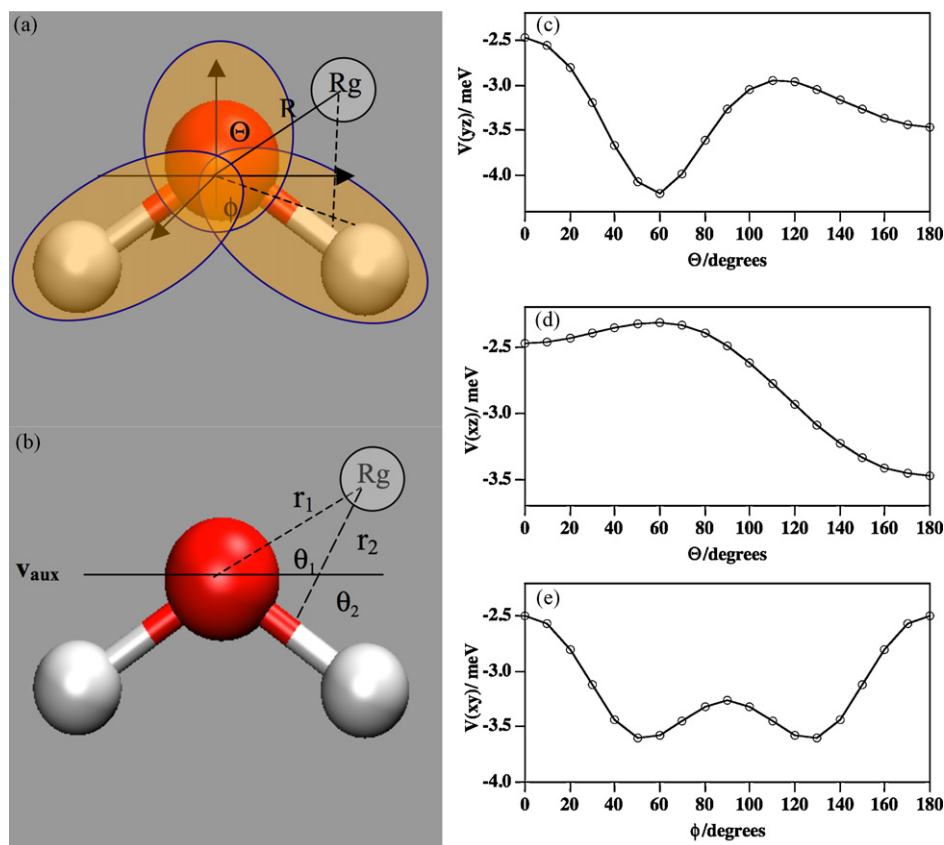 (a)
Rg
R
Θ
ϕ
(b)
Rg
r1
r2
vaux
θ1
θ2
(c)
V(yz)/ meV
-2.5
-3.0
-3.5
-4.0
0 20 40 60 80 100 120 140 160 180
Θ/degrees
(d)
V(xz)/ meV
-2.5
-3.0
-3.5
0 20 40 60 80 100 120 140 160 180
Θ/degrees
(e)
V(xy)/ meV
-2.5
-3.0
-3.5
-4.0
0 20 40 60 80 100 120 140 160 180
ϕ/degrees